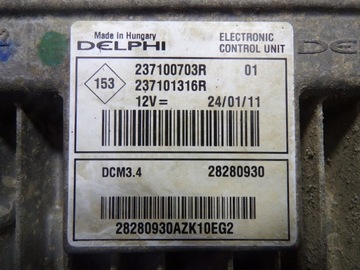 Made in Hungary
DELPHI
ELECTRONIC
CONTROL UNIT
153
237100703R 01
237101316R
12V= 24/01/11
DCM3.4 28280930
28280930AZK10EG2